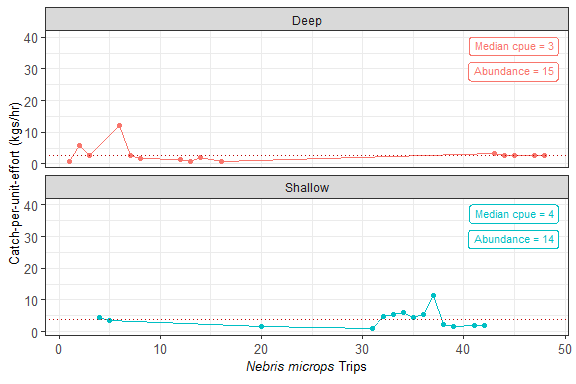 Deep
40
30
20
10
0
Median cpue = 3
Abundance = 15
Shallow
40
30
20
10
0
Median cpue = 4
Abundance = 14
0
10
20
30
40
50
Nebris microps Trips
Catch-per-unit-effort (kgs/hr)